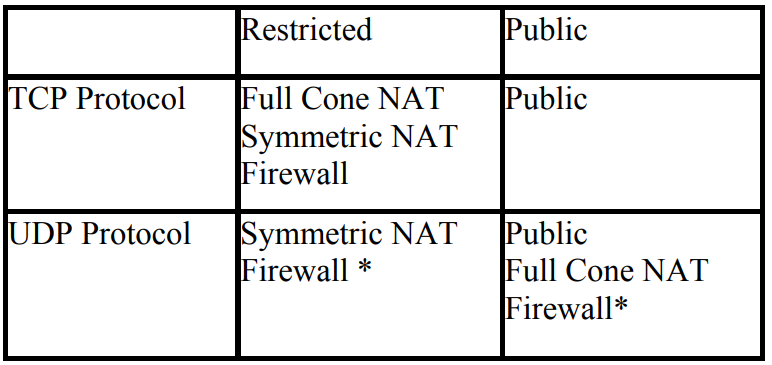 Restricted
Public
TCP Protocol
Full Cone NAT
Symmetric NAT
Firewall
Public
UDP Protocol
Symmetric NAT
Firewall *
Public
Full Cone NAT
Firewall*